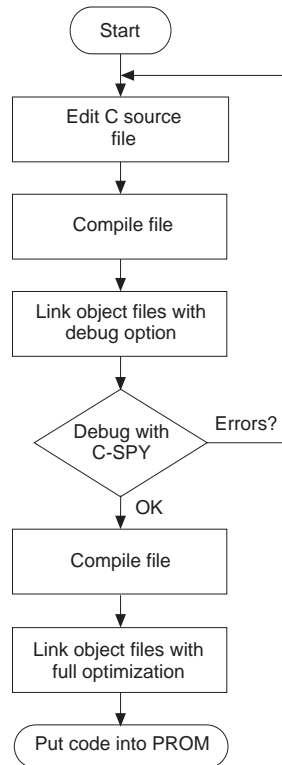 Start
Edit C source
file
Compile file
Link object files with
debug option
Debug with
C-SPY
Errors?
OK
Compile file
Link object files with
full optimization
Put code into PROM